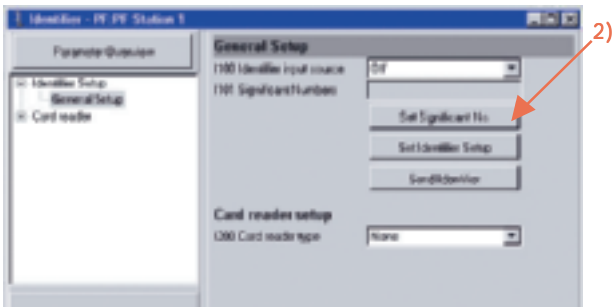 Identifier - PF.PF Station 1
2)
Parameter Overview
Identifier Setup
General Setup
Card reader
General Setup
I100 Identifier input source
Off
I101 Significant Numbers
Set Significant No
Set Identifier Setup
Send Identifier
Card reader setup
I200 Card reader type
None